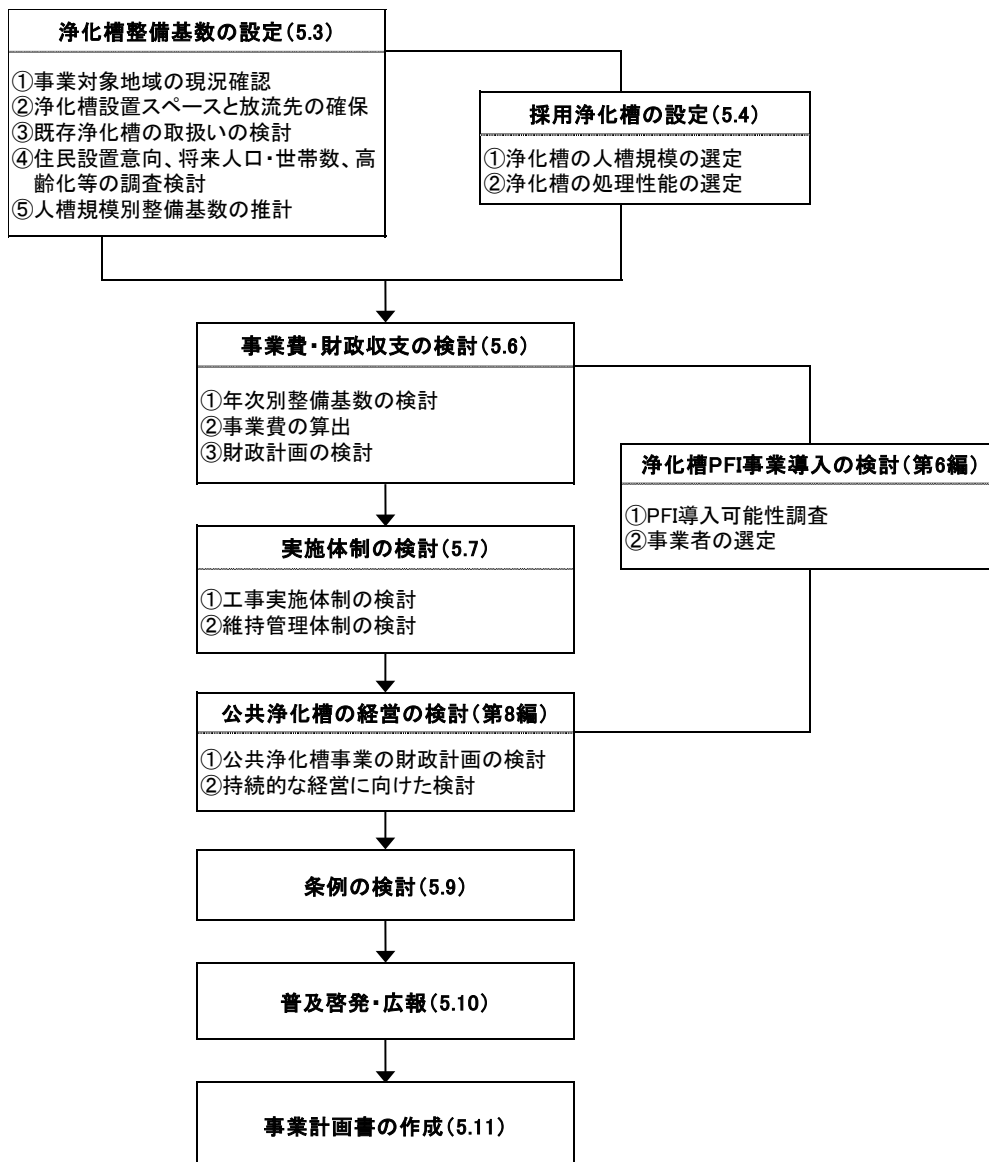 浄化槽整備基数の設定(5.3)
①事業対象地域の現況確認
②浄化槽設置スペースと放流先の確保
③既存浄化槽の取扱いの検討
④住民設置意向、将来人口・世帯数、高
齢化等の調査検討
⑤人槽規模別整備基数の推計
採用浄化槽の設定(5.4)
①浄化槽の人槽規模の選定
②浄化槽の処理性能の選定
事業費・財政収支の検討(5.6)
①年次別整備基数の検討
②事業費の算出
③財政計画の検討
浄化槽PFI事業導入の検討(第6編)
①PFI導入可能性調査
②事業者の選定
実施体制の検討(5.7)
①工事実施体制の検討
②維持管理体制の検討
公共浄化槽の経営の検討(第8編)
①公共浄化槽事業の財政計画の検討
②持続的な経営に向けた検討
条例の検討(5.9)
普及啓発・広報(5.10)
事業計画書の作成(5.11)